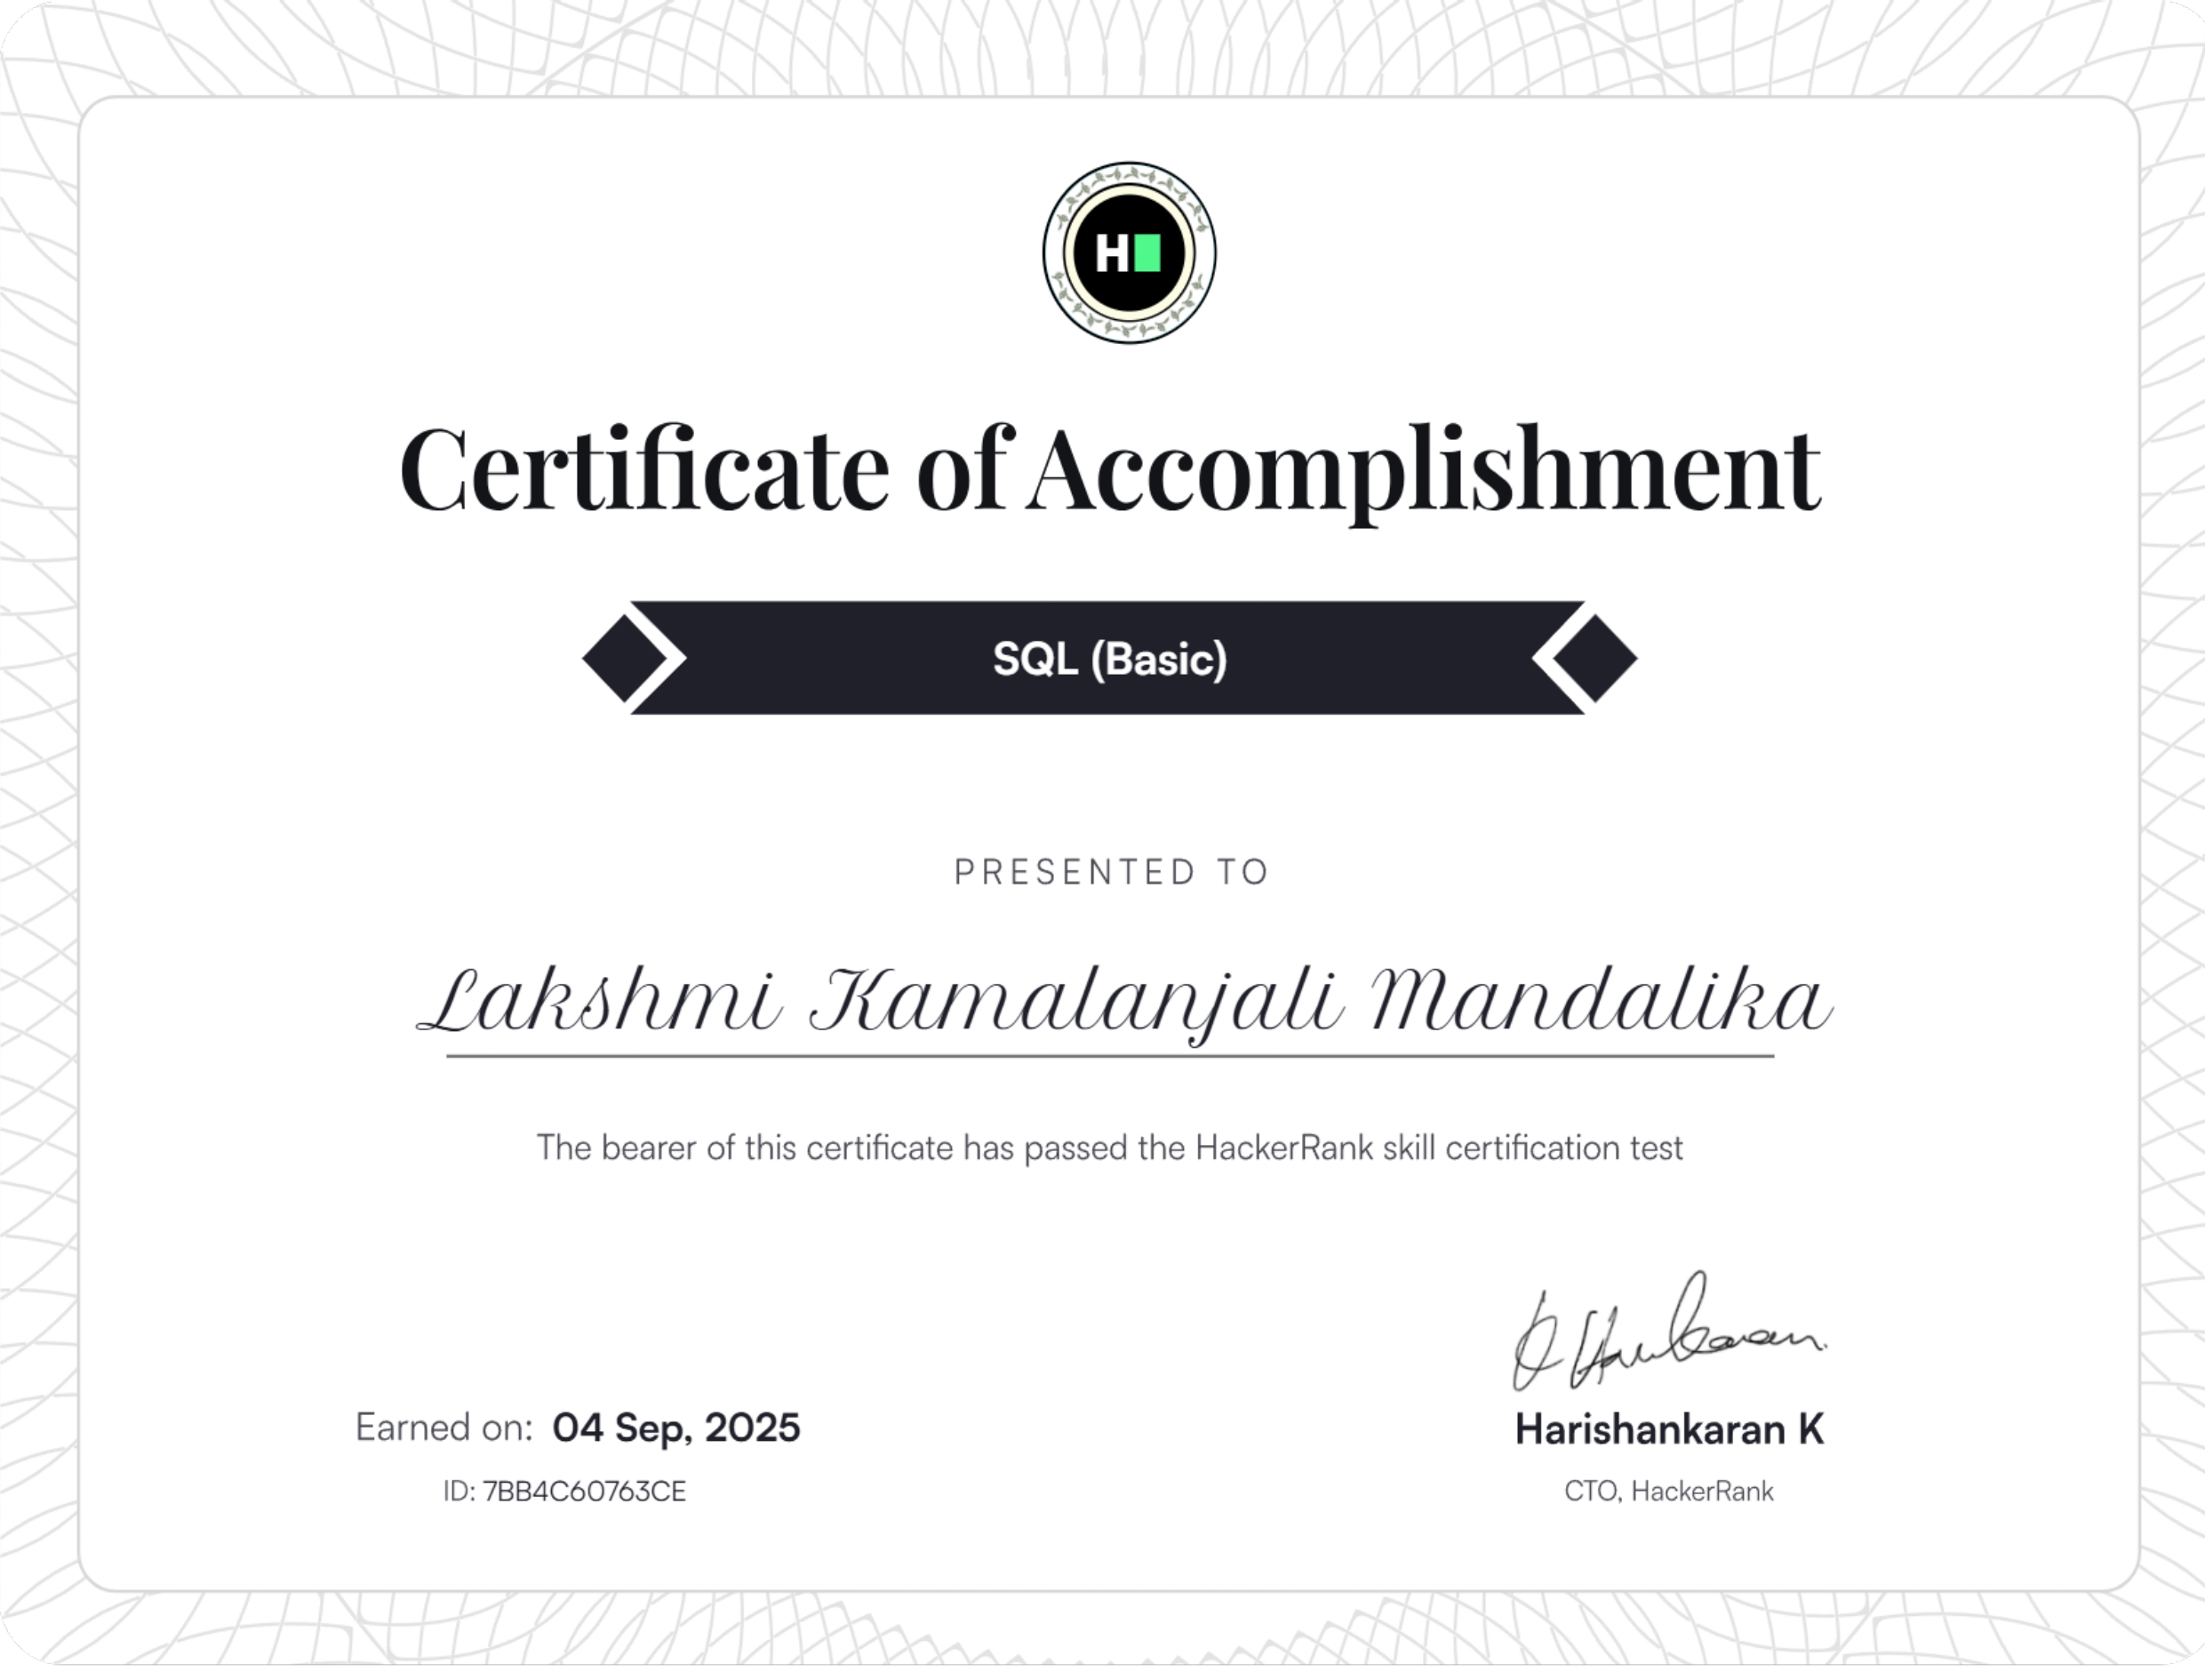 H
Certificate of Accomplishment
SQL (Basic)
PRESENTED TO
Lakshmi Kamalanjali Mandalika
The bearer of this certificate has passed the HackerRank skill certification test
Earned on: 04 Sep, 2025
ID: 7BB4C60763CE
Harishankaran K
CTO, HackerRank